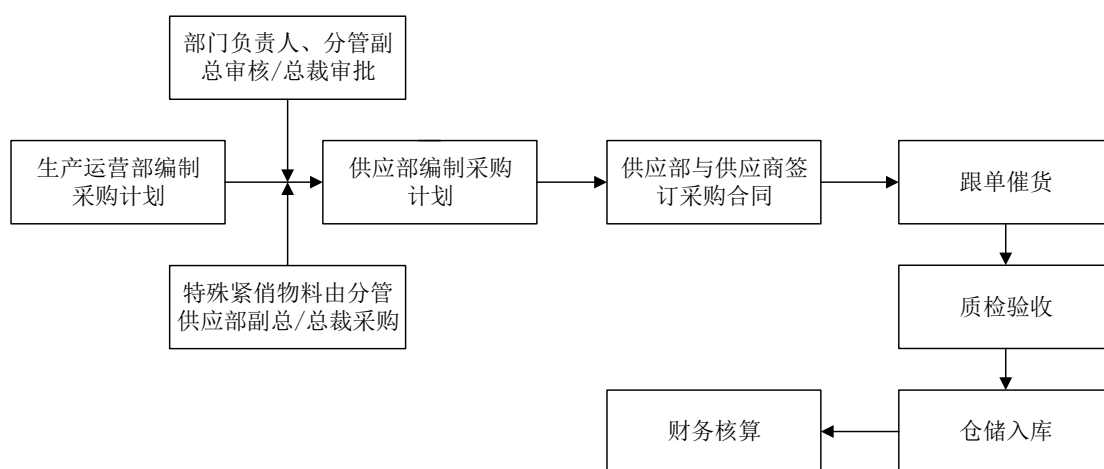 部门负责人、分管副
总审核/总裁审批
生产运营部编制
采购计划
供应部编制采购
计划
供应部与供应商签
订采购合同
跟单催货
特殊紧俏物料由分管
供应部副总/总裁采购
质检验收
仓储入库
财务核算